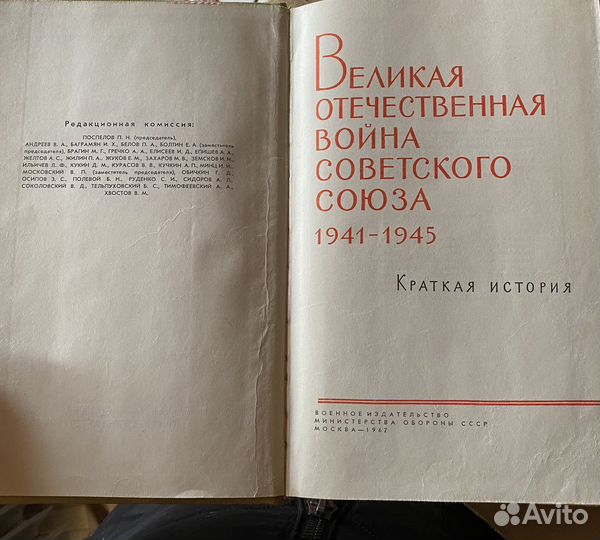 Редакционная комиссия:
ПОСПЕЛОВ П. Н. (председатель),
АНДРЕЕВ В. А., БАГРАМЯН И. Х., БЕЛОВ П. А., БОЛТИН Е. А. (заместитель
председателя), БРАГИН М. Г., ГРЕЧКО А. А., ЕЛИСЕЕВ И. Д., ЕПИШЕВ А. А.,
ЖЕЛТОВ А. С., ЖИЛИН П. А., ЖУКОВ Е. М., ЗАХАРОВ М. В., ЗЕМСКОВ И. Н.,
ИЛЬИЧЕВ Л. Ф., КУКИН Д. М., КУРАСОВ В. В., КУЧКИН А. П., МИНЦ И. И.,
МОСКОВСКИЙ В. П. (заместитель председателя), ОБИЧКИН Г. Д.,
ОСИПОВ З. С., ПОЛЕВОЙ Б. Н., РУДЕНКО С. И., СИДОРОВ А. Л.,
СОКОЛОВСКИЙ В. Д., ТЕЛЬПУХОВСКИЙ Б. С., ТИМОФЕЕВСКИЙ А. А.,
ХВОСТОВ В. М.
ВЕЛИКАЯ
ОТЕЧЕСТВЕННАЯ
ВОЙНА
СОВЕТСКОГО
СОЮЗА
1941–1945
КРАТКАЯ ИСТОРИЯ
ВОЕННОЕ ИЗДАТЕЛЬСТВО
МИНИСТЕРСТВА ОБОРОНЫ СССР
МОСКВА—1967
Avito